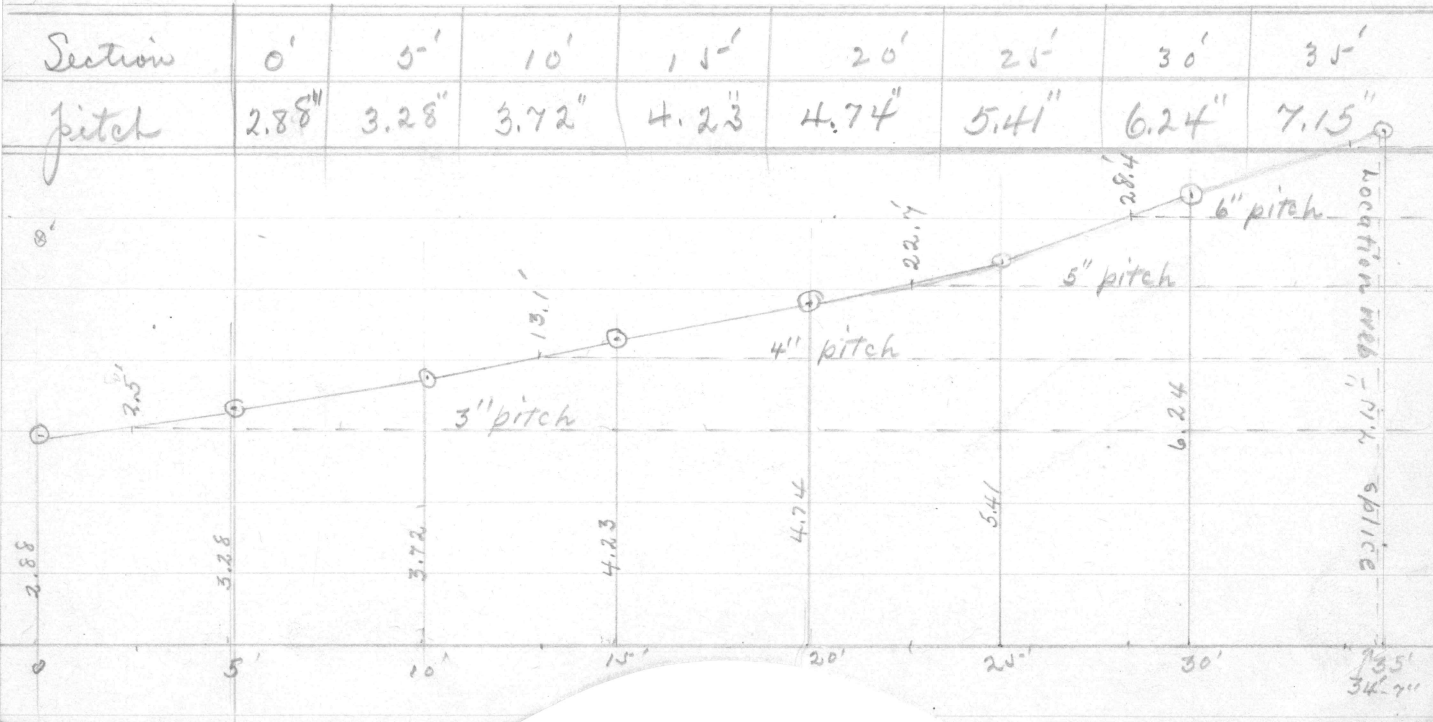 Section 0' 5' 10' 15' 20' 25' 30' 35'
pitch 2.88" 3.28" 3.72" 4.23" 4.74" 5.41" 6.24" 7.15"
28.4'
6" pitch
22.7'
5" pitch
13.1'
4" pitch
2.5'
3" pitch
2.88
3.28
3.72
4.23
4.74
5.41
6.24
Location web splice
0 5' 10' 15' 20' 25' 30' 35'
34'-7"